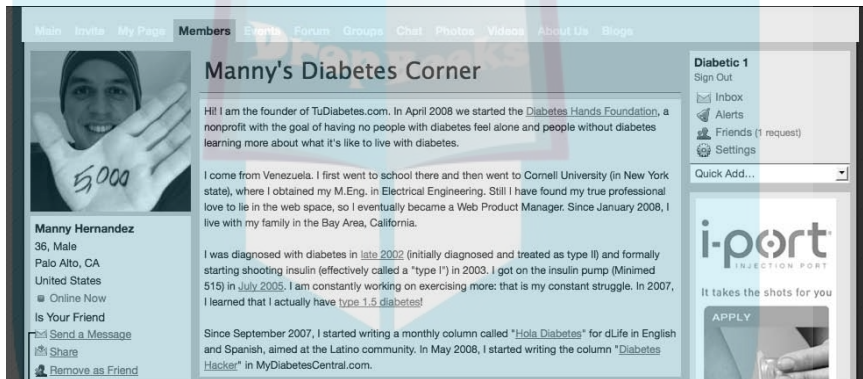 Main Invite My Page Members Events Forum Groups Chat Photos Videos About Us Blogs
Drop Books
5,000
Manny Hernandez
36, Male
Palo Alto, CA
United States
Online Now
Is Your Friend
Send a Message
Share
Remove as Friend
Manny's Diabetes Corner
Hi! I am the founder of TuDiabetes.com. In April 2008 we started the Diabetes Hands Foundation, a
nonprofit with the goal of having no people with diabetes feel alone and people without diabetes
learning more about what it's like to live with diabetes.
I come from Venezuela. I first went to school there and then went to Cornell University (in New York
state), where I obtained my M.Eng. in Electrical Engineering. Still I have found my true professional
love to lie in the web space, so I eventually became a Web Product Manager. Since January 2008, I
live with my family in the Bay Area, California.
I was diagnosed with diabetes in late 2002 (initially diagnosed and treated as type II) and formally
starting shooting insulin (effectively called a "type I") in 2003. I got on the insulin pump (Minimed
515) in July 2005. I am constantly working on exercising more: that is my constant struggle. In 2007,
I learned that I actually have type 1.5 diabetes!
Since September 2007, I started writing a monthly column called "Hola Diabetes" for dLife in English
and Spanish, aimed at the Latino community. In May 2008, I started writing the column "Diabetes
Hacker" in MyDiabetesCentral.com.
Diabetic 1
Sign Out
Inbox
Alerts
Friends (1 request)
Settings
Quick Add...
i-port
INJECTION PORT
It takes the shots for you
APPLY